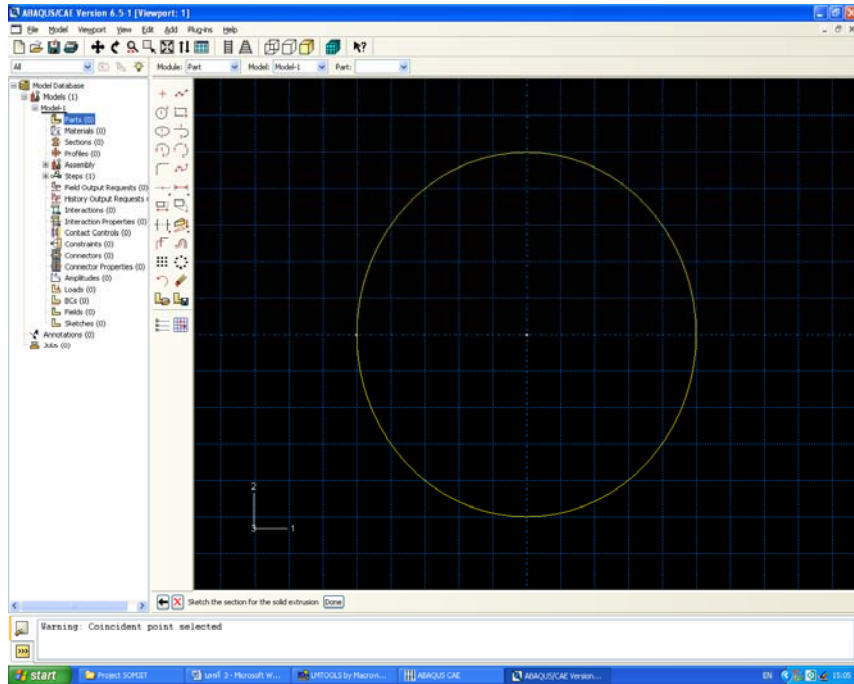 ABAQUS/CAE Version 6.5-1 [Viewport: 1]
File Model Viewport View Edit Add Plug-ins Help
All Module: Part Model: Model-1 Part:
Model Database
Models (1)
Model-1
Parts (0)
Materials (0)
Sections (0)
Profiles (0)
Assembly
Steps (1)
Field Output Requests (0)
History Output Requests
Interactions (0)
Interaction Properties (0)
Contact Controls (0)
Constraints (0)
Connectors (0)
Connector Properties (0)
Amplitudes (0)
Loads (0)
BCs (0)
Fields (0)
Sketches (0)
Annotations (0)
Jobs (0)
2
3 1
Sketch the section for the solid extrusion Done
Warning: Coincident point selected
start Project SOMJIT บทที่ 3 - Microsoft W... LMTOOLS by Macrovi... ABAQUS CAE ABAQUS/CAE Version... EN 15:05